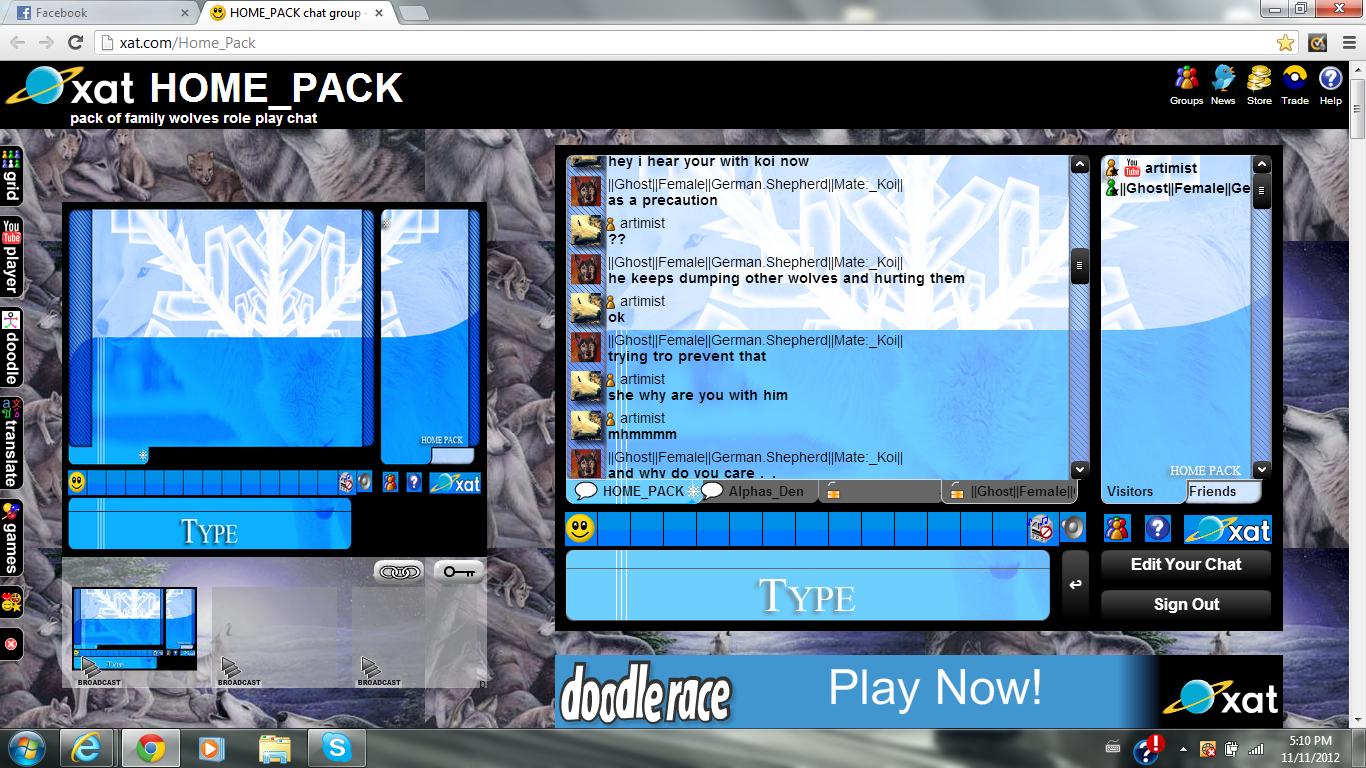 Facebook
HOME_PACK chat group -
xat.com/Home_Pack
xat HOME_PACK
pack of family wolves role play chat
Groups News Store Trade Help
grid
You Tube player
doodle
translate
games
HOME PACK
xat
TYPE
TYPE
BROADCAST
BROADCAST
BROADCAST
hey i hear your with koi now
||Ghost||Female||German.Shepherd||Mate:_Koi||
as a precaution
artimist
??
||Ghost||Female||German.Shepherd||Mate:_Koi||
he keeps dumping other wolves and hurting them
artimist
ok
||Ghost||Female||German.Shepherd||Mate:_Koi||
trying tro prevent that
artimist
she why are you with him
artimist
mhmmmm
||Ghost||Female||German.Shepherd||Mate:_Koi||
and why do you care . .
HOME_PACK Alphas_Den ||Ghost||Female||
You Tube artimist
||Ghost||Female||Ge
HOME PACK
Visitors Friends
xat
TYPE
Edit Your Chat
Sign Out
doodle race Play Now! xat
5:10 PM
11/11/2012